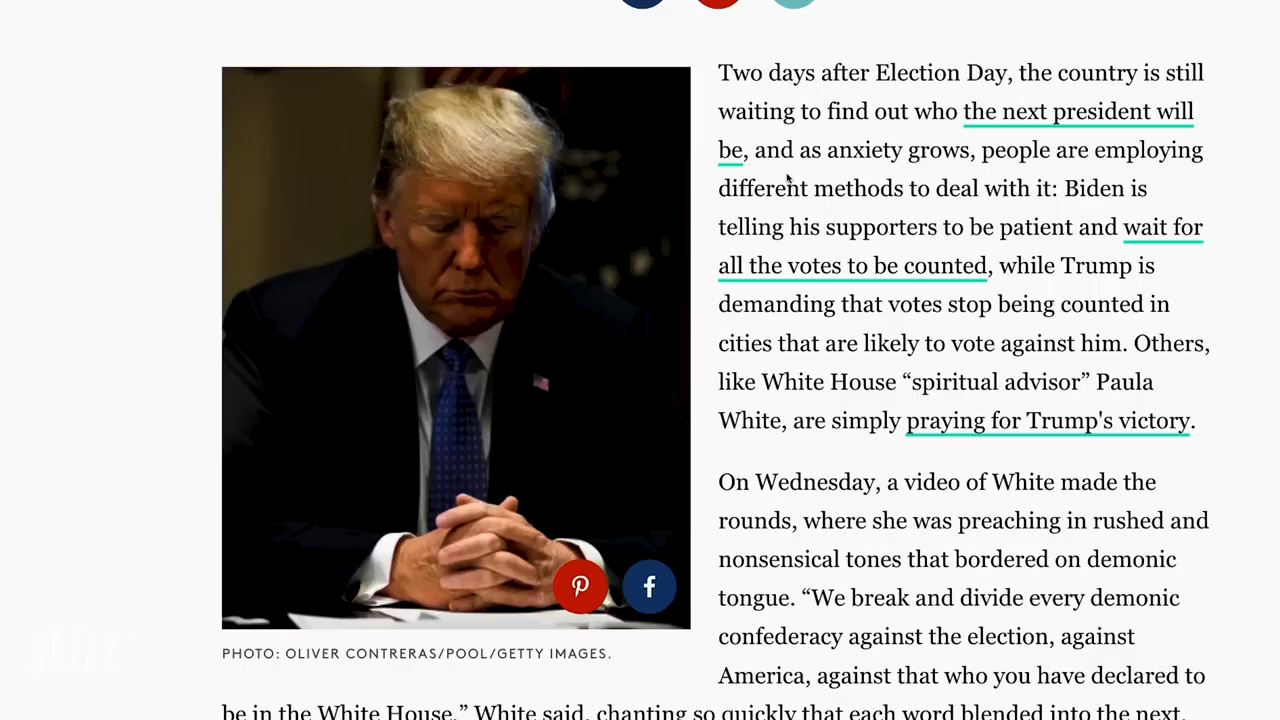 Two days after Election Day, the country is still
waiting to find out who the next president will
be, and as anxiety grows, people are employing
different methods to deal with it: Biden is
telling his supporters to be patient and wait for
all the votes to be counted, while Trump is
demanding that votes stop being counted in
cities that are likely to vote against him. Others,
like White House “spiritual advisor” Paula
White, are simply praying for Trump's victory.
On Wednesday, a video of White made the
rounds, where she was preaching in rushed and
nonsensical tones that bordered on demonic
tongue. “We break and divide every demonic
confederacy against the election, against
America, against that who you have declared to
be in the White House,” White said, chanting so quickly that each word blended into the next.
PHOTO: OLIVER CONTRERAS/POOL/GETTY IMAGES.